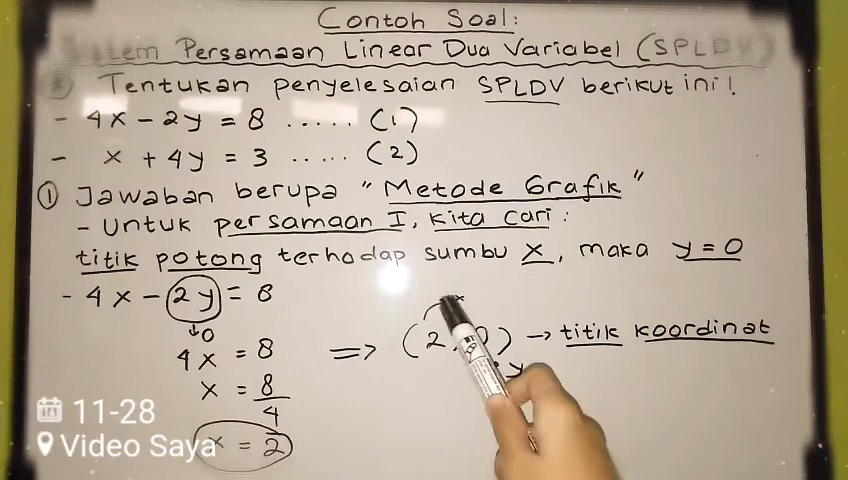 Contoh Soal:
Sistem Persamaan Linear Dua Variabel (SPLDV)
Tentukan penyelesaian SPLDV berikut ini!
- 4x - 2y = 8 ..... (1)
- x + 4y = 3 ..... (2)
① Jawaban berupa "Metode Grafik"
- Untuk persamaan I, kita cari:
titik potong terhadap sumbu x, maka y = 0
- 4x - 2y = 8
↓0
4x = 8 => (2, 0) → titik koordinat
x = 8/4
y
x = 2
11-28
Video Saya